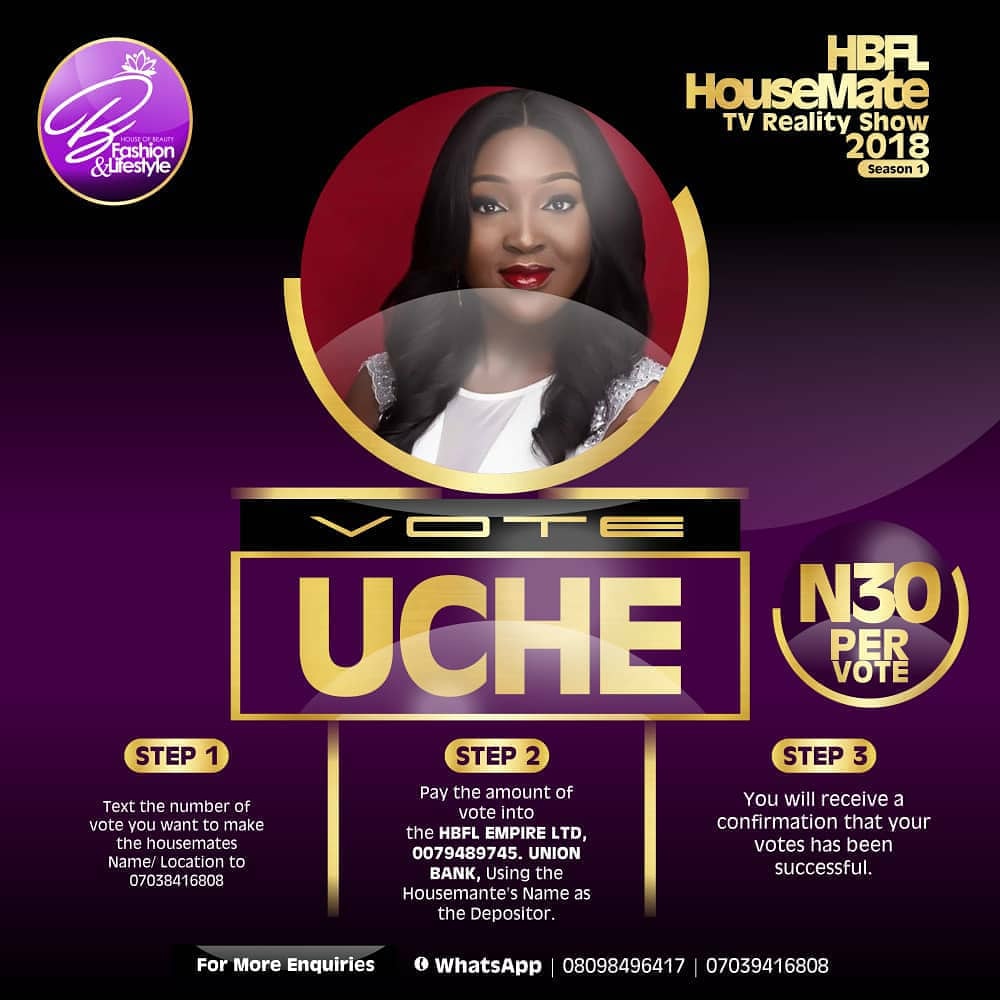 B
HOUSE OF BEAUTY
Fashion
&Lifestyle
HBFL
HouseMate
TV Reality Show
2018
Season 1
VOTE
UCHE
N30
PER
VOTE
STEP 1
Text the number of
vote you want to make
the housemates
Name/ Location to
07038416808
STEP 2
Pay the amount of
vote into
the HBFL EMPIRE LTD,
0079489745. UNION
BANK, Using the
Housemante's Name as
the Depositor.
STEP 3
You will receive a
confirmation that your
votes has been
successful.
For More Enquiries WhatsApp | 08098496417 | 07039416808